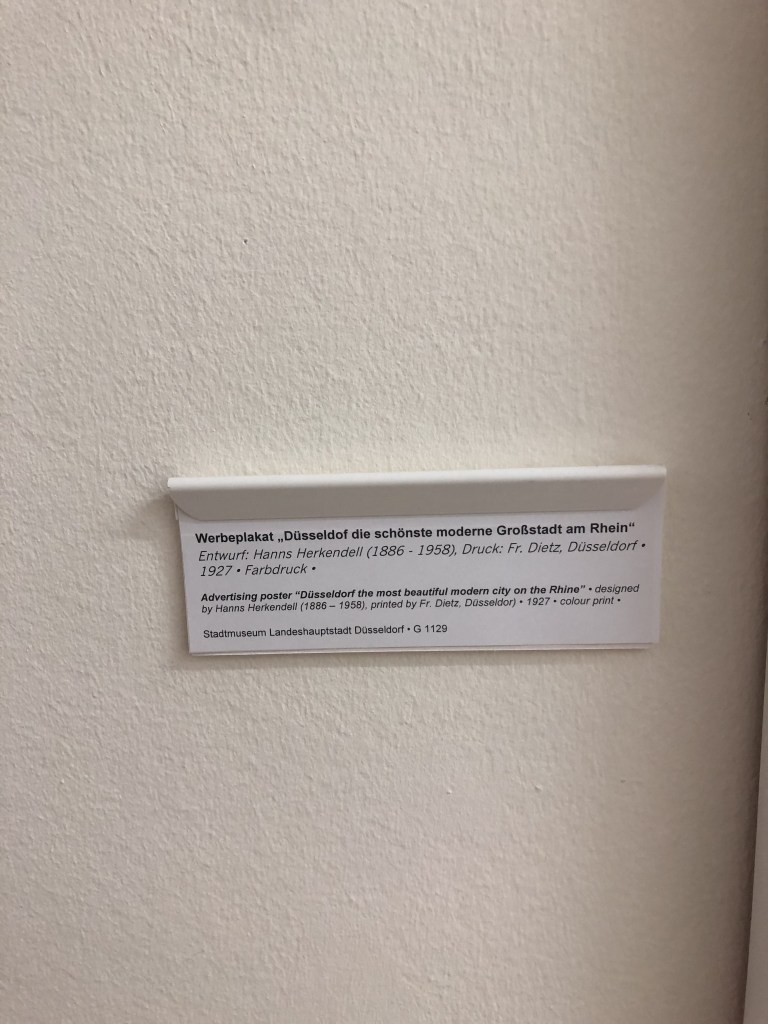 Werbeplakat „Düsseldof die schönste moderne Großstadt am Rhein“
Entwurf: Hanns Herkendell (1886 - 1958), Druck: Fr. Dietz, Düsseldorf •
1927 • Farbdruck •
Advertising poster “Düsseldorf the most beautiful modern city on the Rhine” • designed
by Hanns Herkendell (1886 – 1958), printed by Fr. Dietz, Düsseldor) • 1927 • colour print •
Stadtmuseum Landeshauptstadt Düsseldorf • G 1129